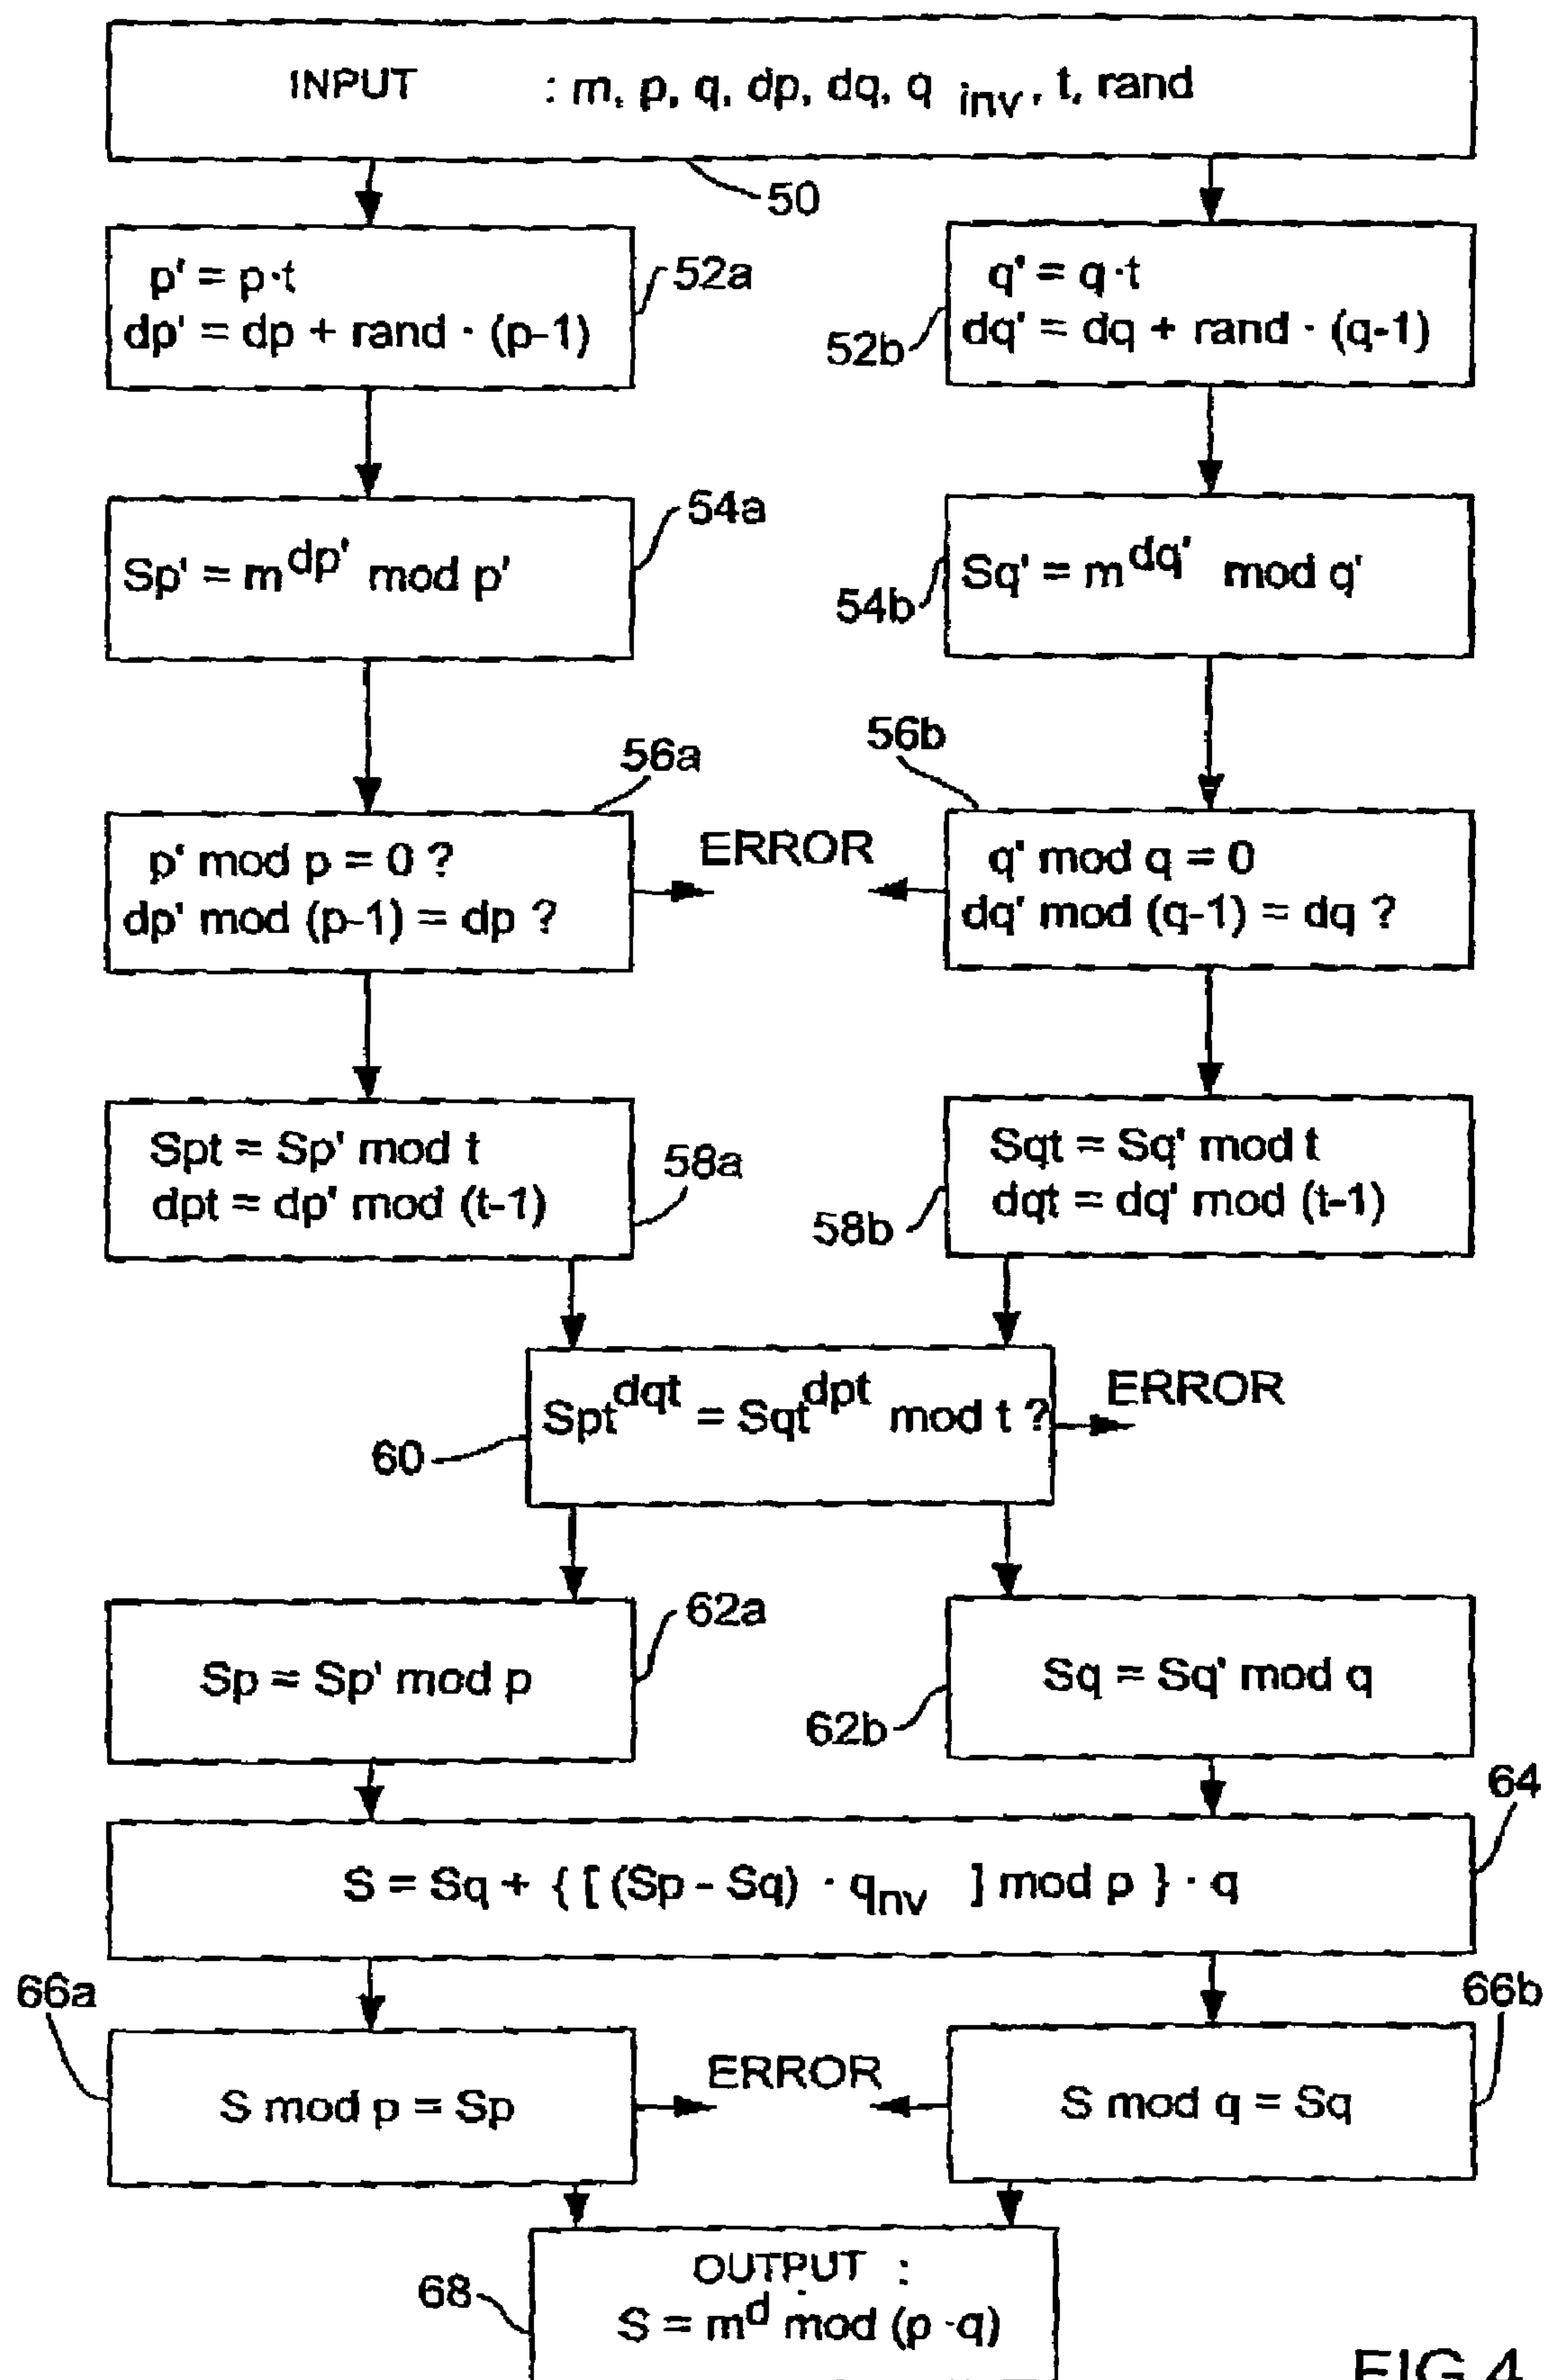 INPUT : m, p, q, dp, dq, q inv, t, rand
50
p' = p·t
dp' = dp + rand · (p-1)
52a
q' = q·t
dq' = dq + rand · (q-1)
52b
Sp' = m^dp' mod p'
54a
Sq' = m^dq' mod q'
54b
56a
56b
p' mod p = 0 ?
dp' mod (p-1) = dp ?
ERROR
q' mod q = 0
dq' mod (q-1) = dq ?
Spt = Sp' mod t
dpt = dp' mod (t-1)
58a
Sqt = Sq' mod t
dqt = dq' mod (t-1)
58b
Spt^dqt = Sqt^dpt mod t ?
ERROR
60
Sp = Sp' mod p
62a
Sq = Sq' mod q
62b
64
S = Sq + { [ (Sp - Sq) · qnv ] mod p } · q
66a
66b
S mod p = Sp
ERROR
S mod q = Sq
OUTPUT :
S = m^d mod (p · q)
68
FIG.4